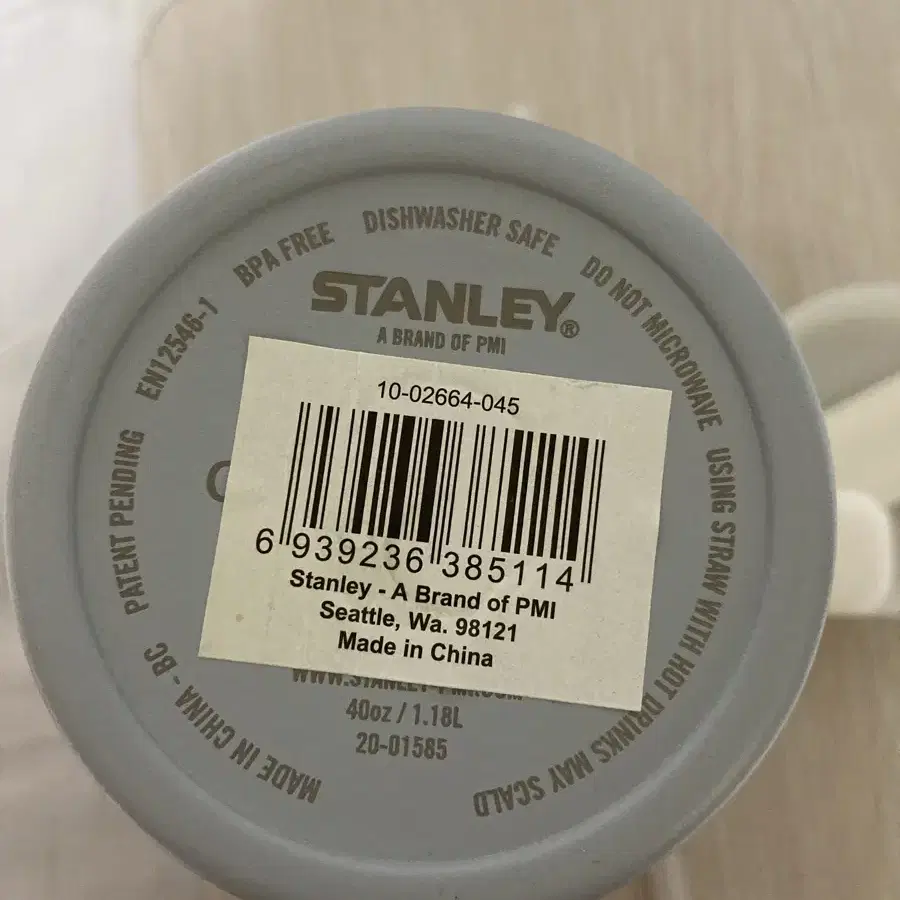 DISHWASHER SAFE
DO NOT MICROWAVE
USING STRAW WITH HOT DRINKS MAY SCALD
MADE IN CHINA - BC
PATENT PENDING
EN12546-1
BPA FREE
STANLEY®
A BRAND OF PMI
10-02664-045
6 939236 385114
Stanley - A Brand of PMI
Seattle, Wa. 98121
Made in China
40oz / 1.18L
20-01585